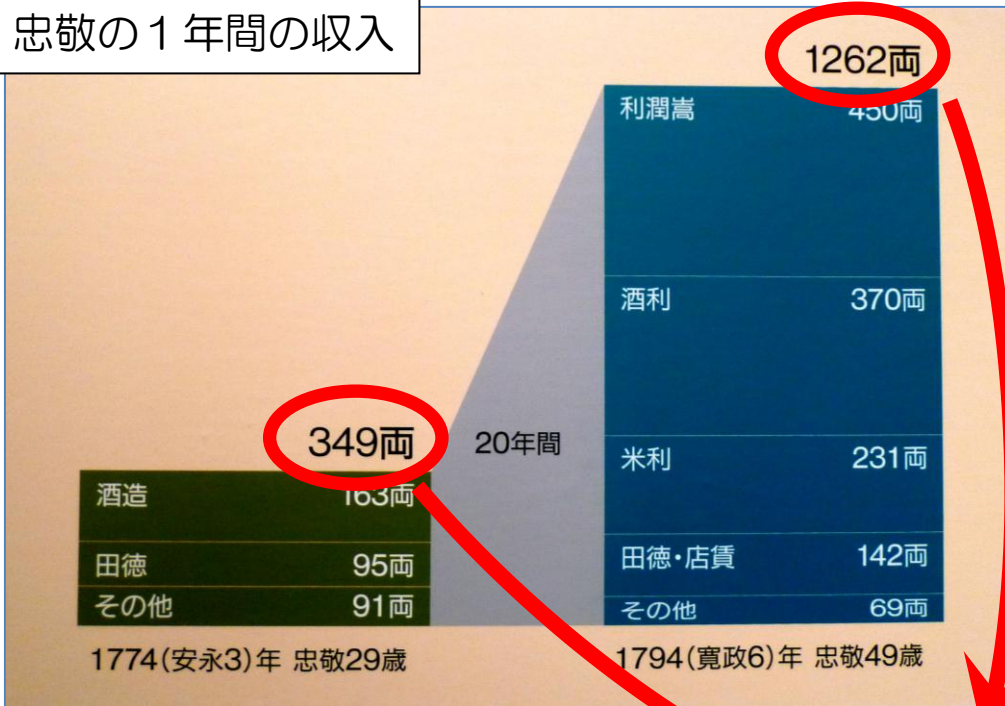 忠敬の1年間の収入
1262両
利潤嵩 450両
酒利 370両
349両
20年間
米利 231両
酒造 163両
田徳 95両
田徳・店賃 142両
その他 91両
その他 69両
1774(安永3)年 忠敬29歳
1794(寛政6)年 忠敬49歳